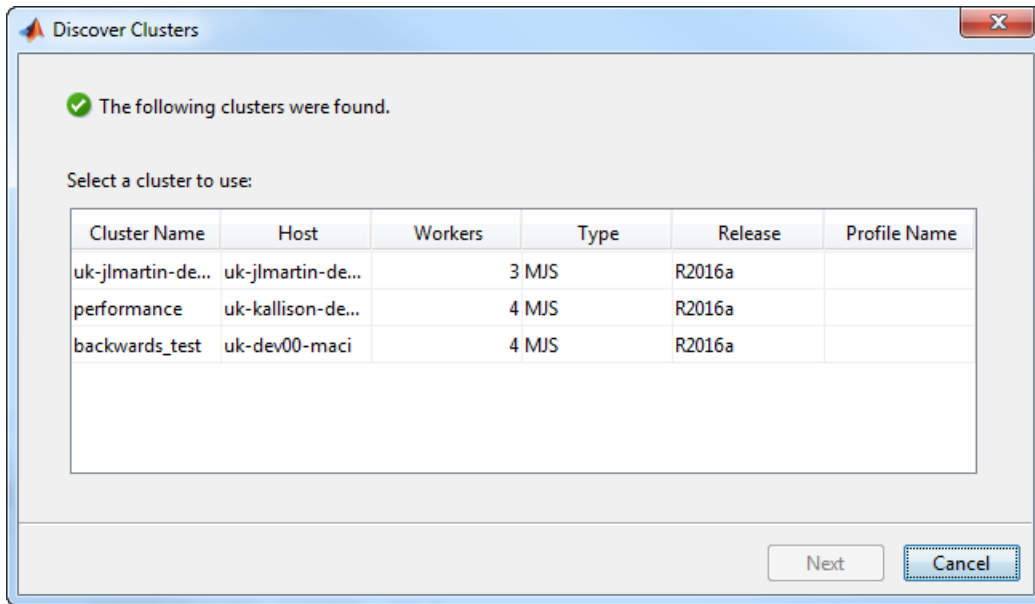 Discover Clusters
The following clusters were found.
Select a cluster to use:
Cluster Name Host Workers Type Release Profile Name
uk-jlmartin-de... uk-jlmartin-de... 3 MJS R2016a
performance uk-kallison-de... 4 MJS R2016a
backwards_test uk-dev00-maci 4 MJS R2016a
Next Cancel